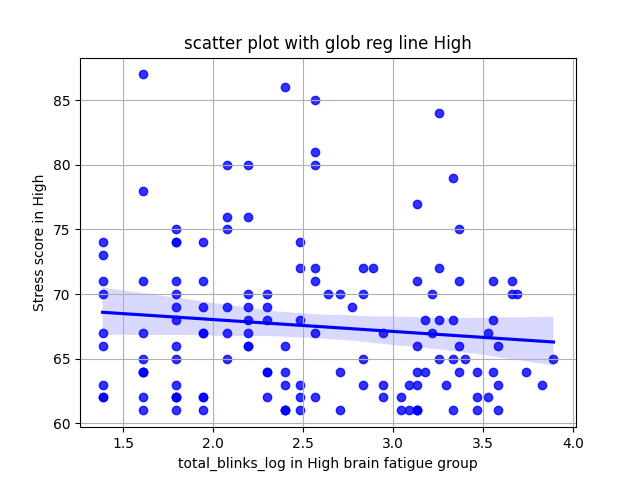 scatter plot with glob reg line High
Stress score in High
85
80
75
70
65
60
1.5 2.0 2.5 3.0 3.5 4.0
total_blinks_log in High brain fatigue group